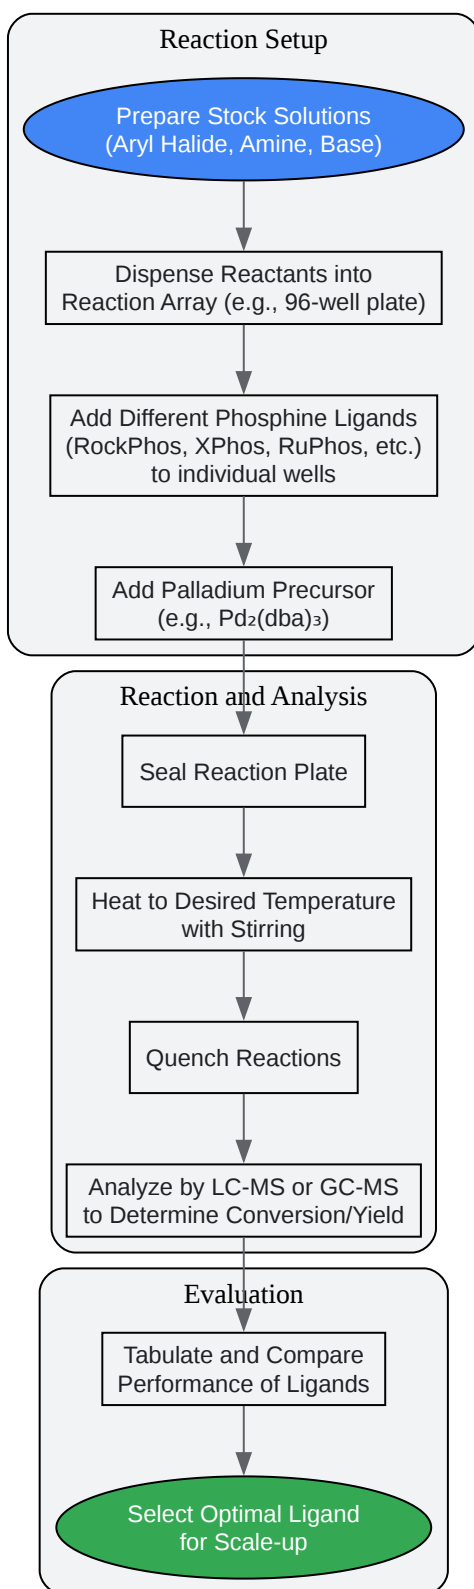 Reaction Setup
Prepare Stock Solutions
(Aryl Halide, Amine, Base)
Dispense Reactants into
Reaction Array (e.g., 96-well plate)
Add Different Phosphine Ligands
(RockPhos, XPhos, RuPhos, etc.)
to individual wells
Add Palladium Precursor
(e.g., Pd₂(dba)₃)
Reaction and Analysis
Seal Reaction Plate
Heat to Desired Temperature
with Stirring
Quench Reactions
Analyze by LC-MS or GC-MS
to Determine Conversion/Yield
Evaluation
Tabulate and Compare
Performance of Ligands
Select Optimal Ligand
for Scale-up